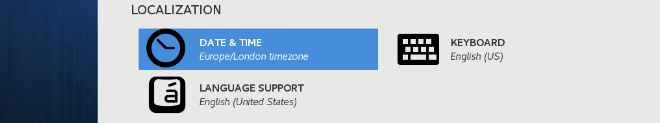 LOCALIZATION
DATE & TIME
Europe/London timezone
KEYBOARD
English (US)
LANGUAGE SUPPORT
English (United States)